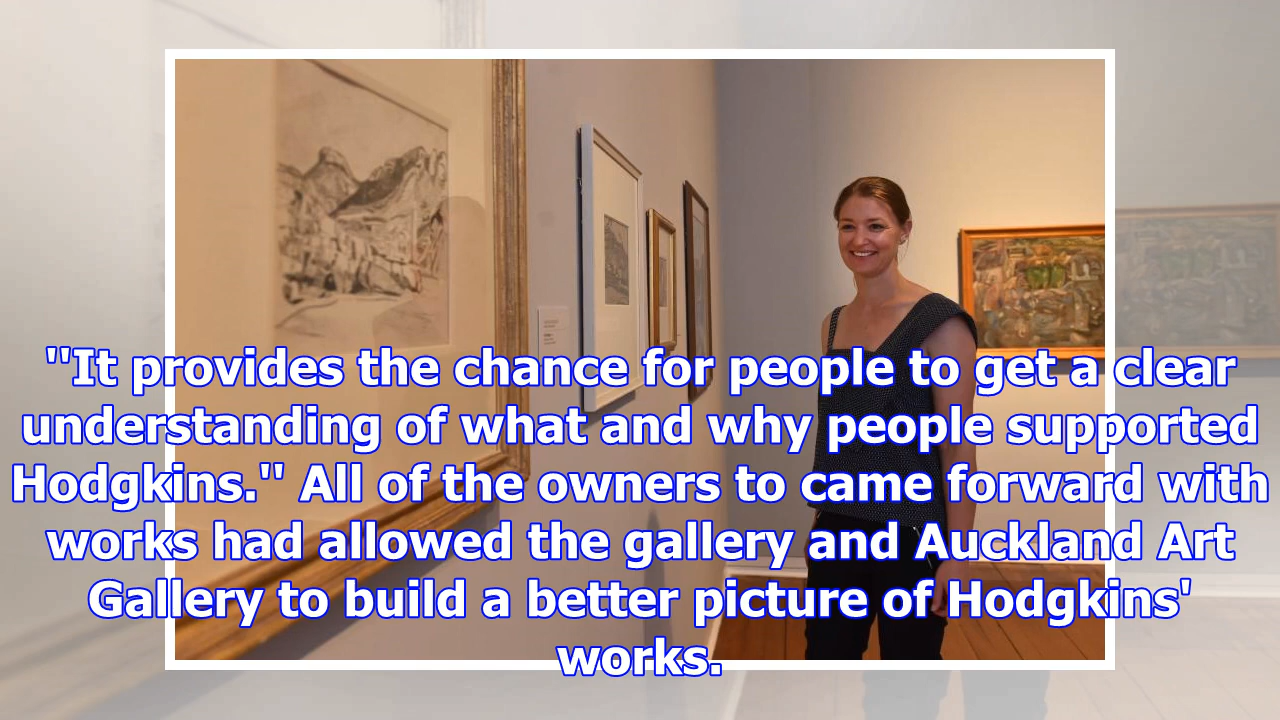 "It provides the chance for people to get a clear
understanding of what and why people supported
Hodgkins." All of the owners to came forward with
works had allowed the gallery and Auckland Art
Gallery to build a better picture of Hodgkins'
works.